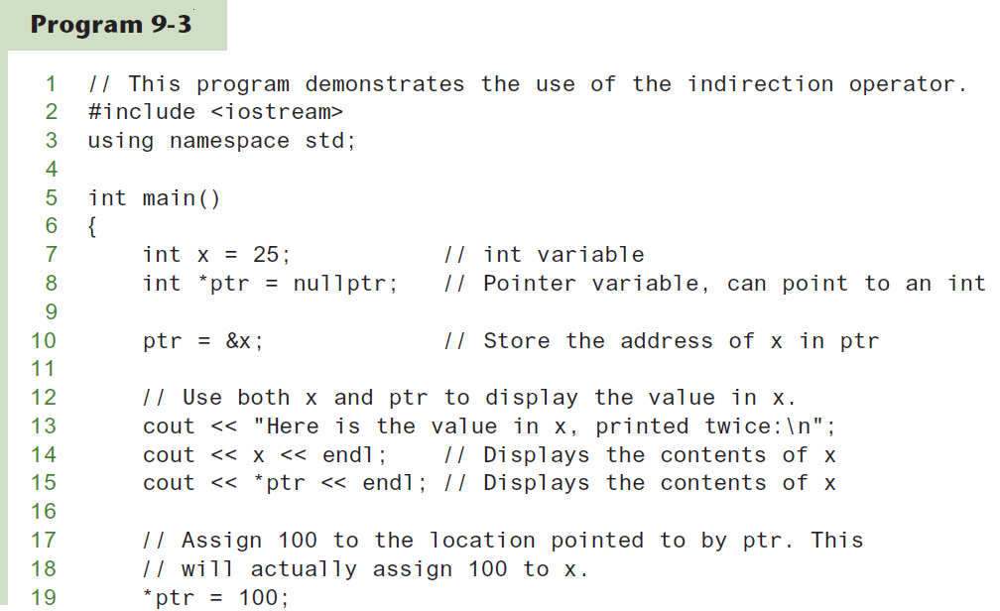 Program 9-3
1 // This program demonstrates the use of the indirection operator.
2 #include <iostream>
3 using namespace std;
4
5 int main()
6 {
7 int x = 25; // int variable
8 int *ptr = nullptr; // Pointer variable, can point to an int
9
10 ptr = &x; // Store the address of x in ptr
11
12 // Use both x and ptr to display the value in x.
13 cout << "Here is the value in x, printed twice:\n";
14 cout << x << endl; // Displays the contents of x
15 cout << *ptr << endl; // Displays the contents of x
16
17 // Assign 100 to the location pointed to by ptr. This
18 // will actually assign 100 to x.
19 *ptr = 100;